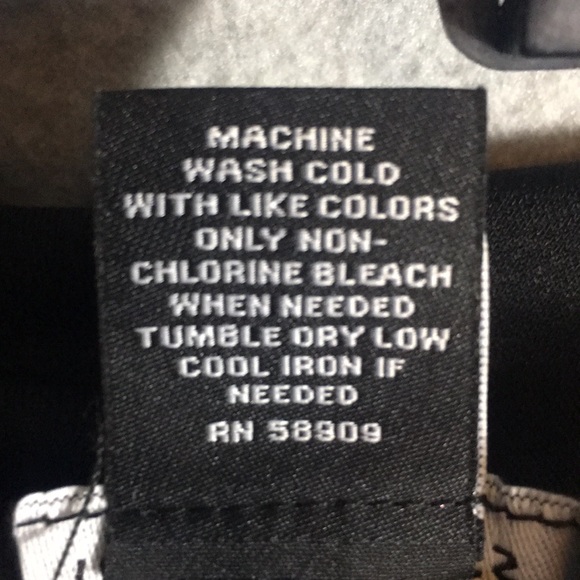 MACHINE
WASH COLD
WITH LIKE COLORS
ONLY NON-
CHLORINE BLEACH
WHEN NEEDED
TUMBLE DRY LOW
COOL IRON IF
NEEDED
RN 58909